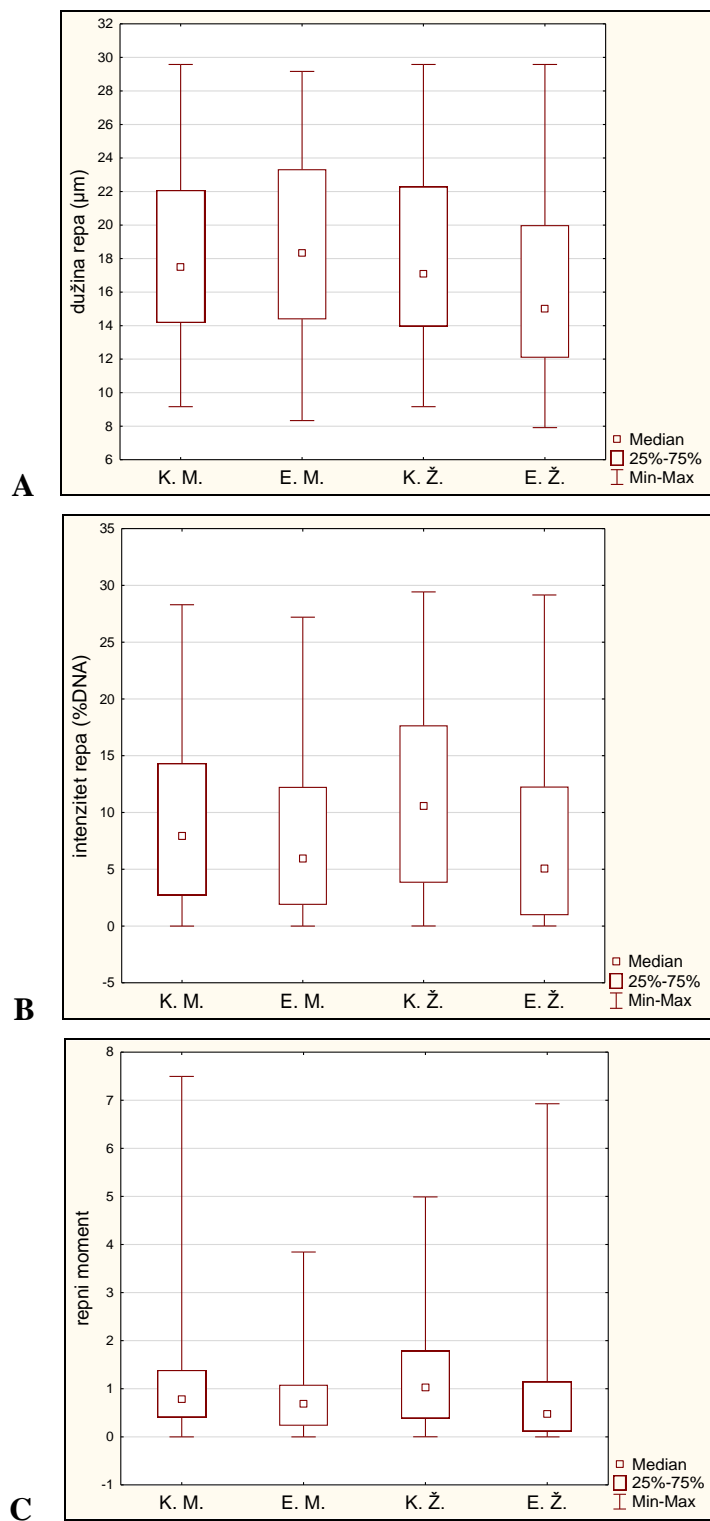 32
30
28
26
24
22
20
18
16
14
12
10
8
6
dužina repa (µm)
K. M. E. M. K. Ž. E. Ž.
Median
25%-75%
Min-Max
A
35
30
25
20
15
10
5
0
-5
intenzitet repa (%DNA)
K. M. E. M. K. Ž. E. Ž.
Median
25%-75%
Min-Max
B
8
7
6
5
4
3
2
1
0
-1
repni moment
K. M. E. M. K. Ž. E. Ž.
Median
25%-75%
Min-Max
C